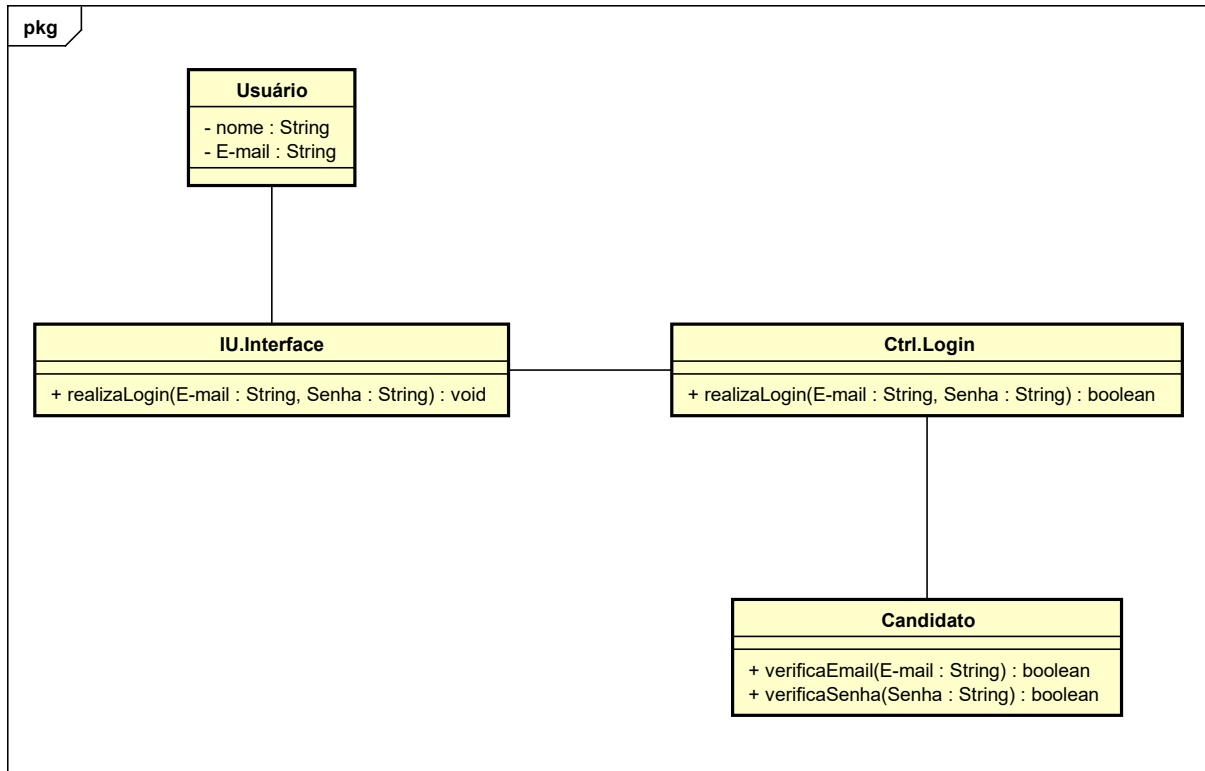 pkg
Usuário
- nome : String
- E-mail : String
IU.Interface
+ realizaLogin(E-mail : String, Senha : String) : void
Ctrl.Login
+ realizaLogin(E-mail : String, Senha : String) : boolean
Candidato
+ verificaEmail(E-mail : String) : boolean
+ verificaSenha(Senha : String) : boolean